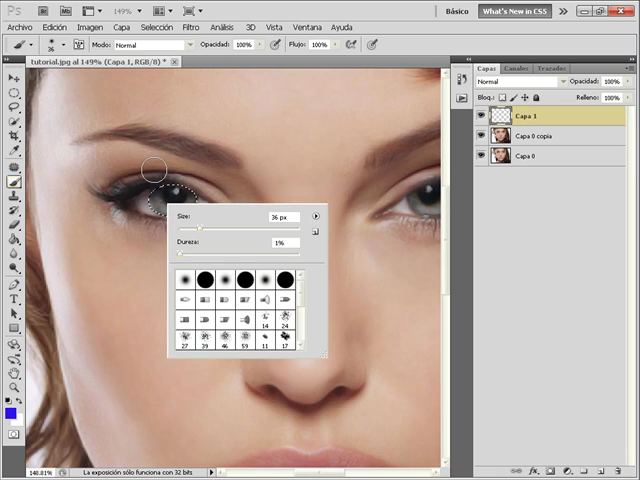 Ps Br Mb 149% Básico What's New in CS5 >>
Archivo Edición Imagen Capa Selección Filtro Análisis 3D Vista Ventana Ayuda
36 Modo: Normal Opacidad: 100% Flujo: 100%
tutorial.jpg al 149% (Capa 1, RGB/8) * x
Capas Canales Trazados
Normal Opacidad: 100%
Bloq.: Relleno: 100%
Capa 1
Capa 0 copia
Capa 0
Size: 36 px
Dureza: 1%
14 24
27 39 46 59 11 17
148.81% La exposición sólo funciona con 32 bits
fx